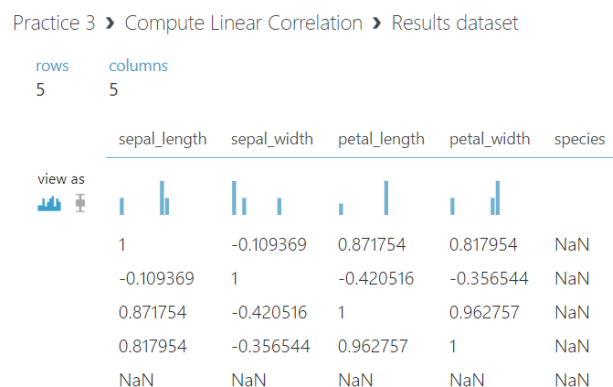 Practice 3 › Compute Linear Correlation › Results dataset
rows columns
5 5
sepal_length sepal_width petal_length petal_width species
view as
1 -0.109369 0.871754 0.817954 NaN
-0.109369 1 -0.420516 -0.356544 NaN
0.871754 -0.420516 1 0.962757 NaN
0.817954 -0.356544 0.962757 1 NaN
NaN NaN NaN NaN NaN